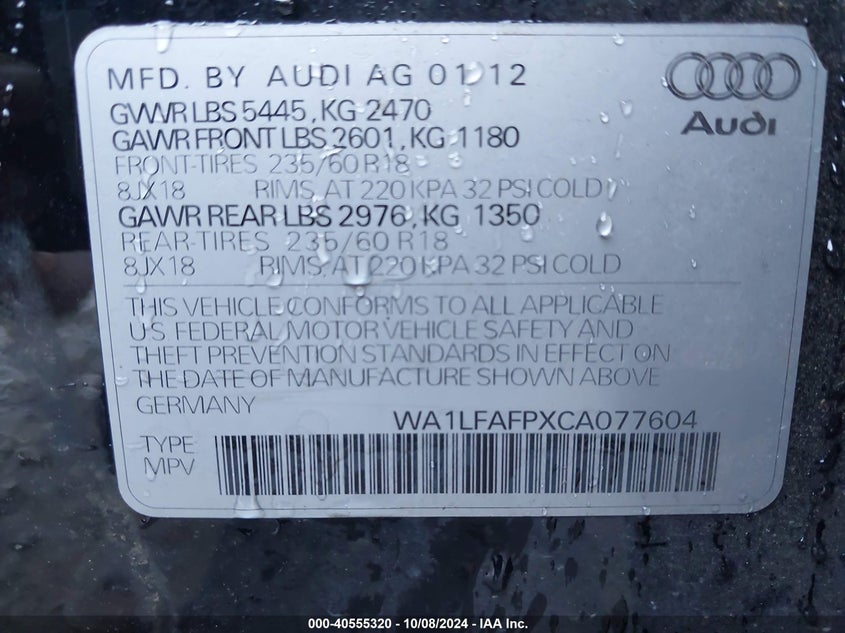 MFD. BY AUDI AG 01 12
GVWR LBS 5445, KG 2470
GAWR FRONT LBS 2601, KG 1180
FRONT-TIRES 235/60 R18
8JX18 RIMS, AT 220 KPA 32 PSI COLD
GAWR REAR LBS 2976, KG 1350
REAR-TIRES 235/60 R18
8JX18 RIMS, AT 220 KPA 32 PSI COLD
Audi
THIS VEHICLE CONFORMS TO ALL APPLICABLE
U.S. FEDERAL MOTOR VEHICLE SAFETY AND
THEFT PREVENTION STANDARDS IN EFFECT ON
THE DATE OF MANUFACTURE SHOWN ABOVE
GERMANY WA1LFAFPXCA077604
TYPE
MPV
000-40555320 - 10/08/2024 - IAA Inc.